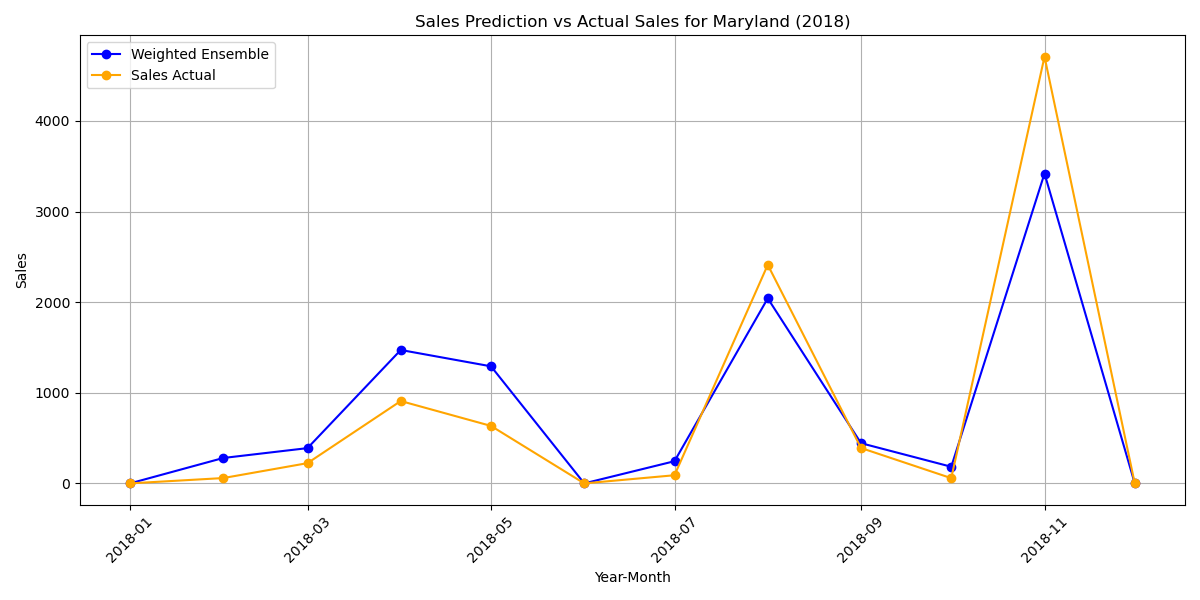 Sales Prediction vs Actual Sales for Maryland (2018)
Weighted Ensemble
Sales Actual
Sales
4000
3000
2000
1000
0
2018-01
2018-03
2018-05
2018-07
2018-09
2018-11
Year-Month